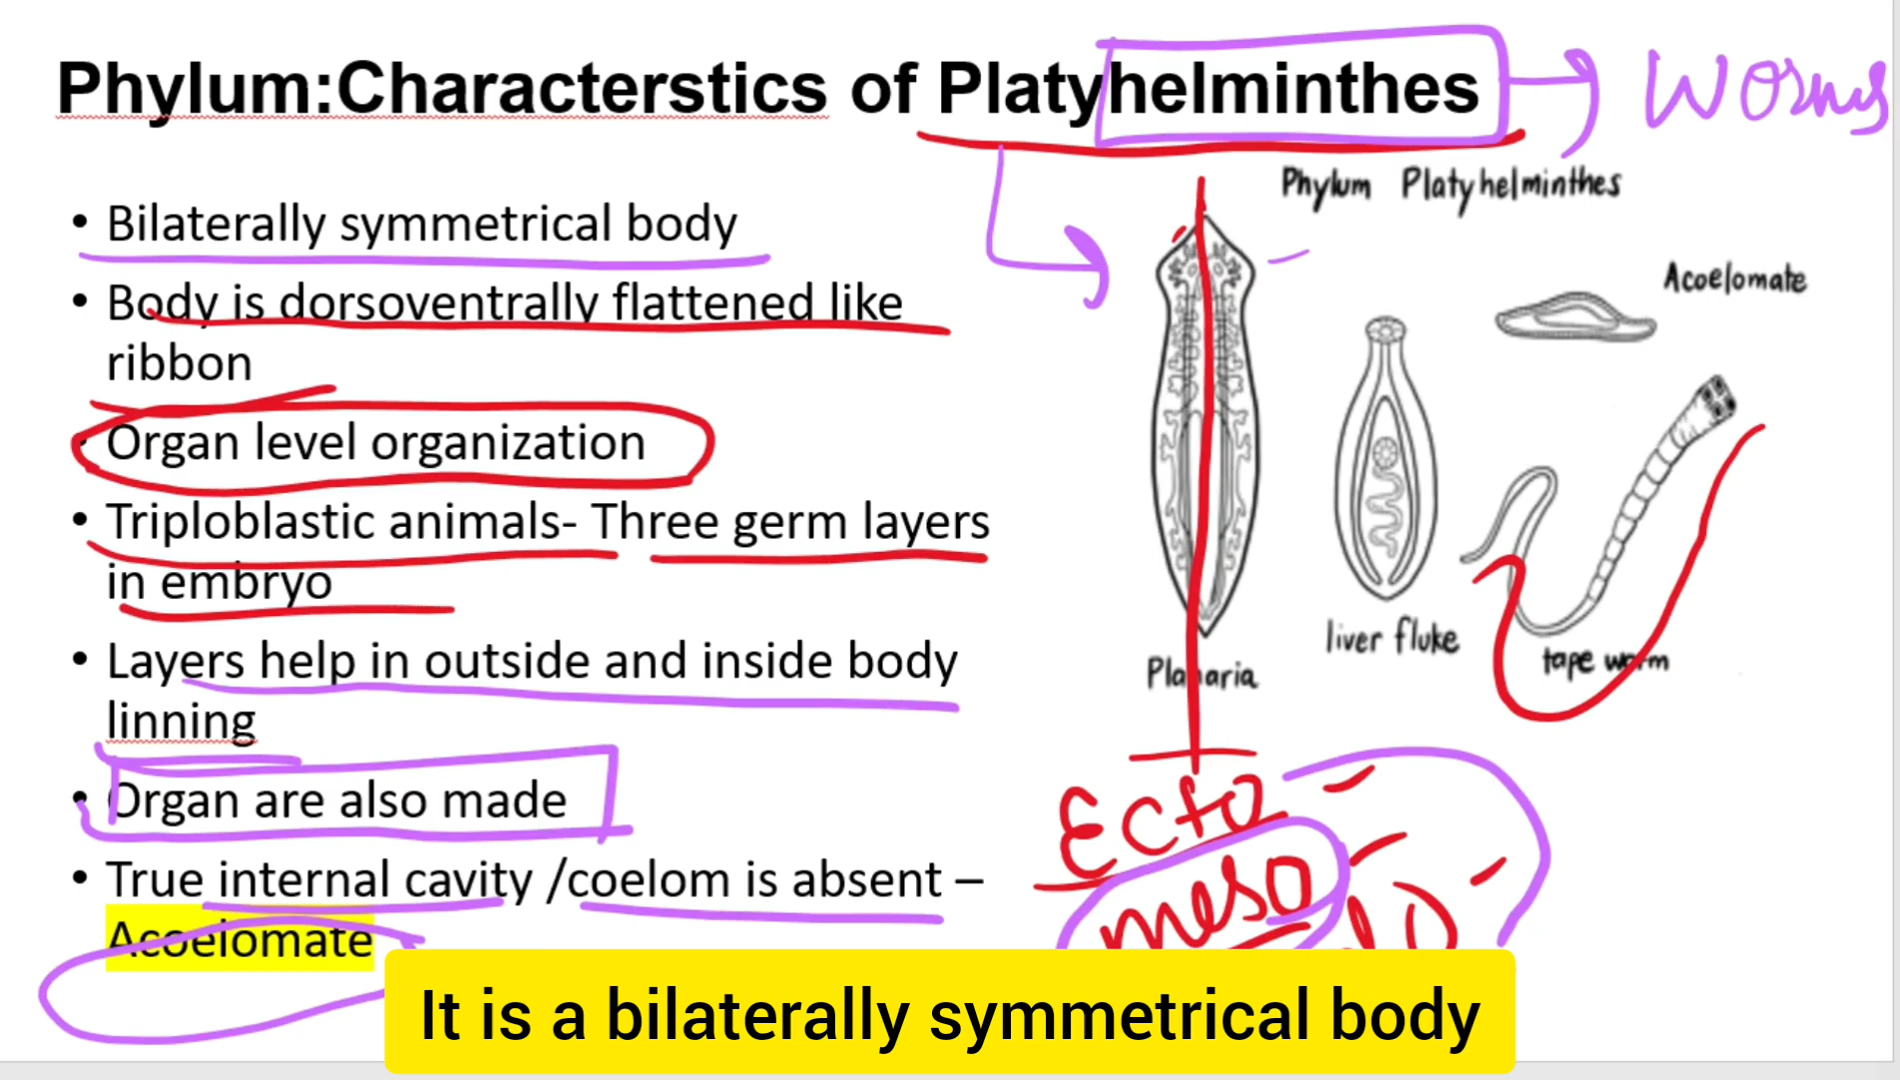 Phylum:Characterstics of Platyhelminthes
Worms
• Bilaterally symmetrical body
• Body is dorsoventrally flattened like
ribbon
• Organ level organization
• Triploblastic animals- Three germ layers
in embryo
• Layers help in outside and inside body
linning
• Organ are also made
• True internal cavity /coelom is absent –
Acoelomate
Phylum Platyhelminthes
Acoelomate
liver fluke
tape worm
Planaria
Ecto
meso
It is a bilaterally symmetrical body